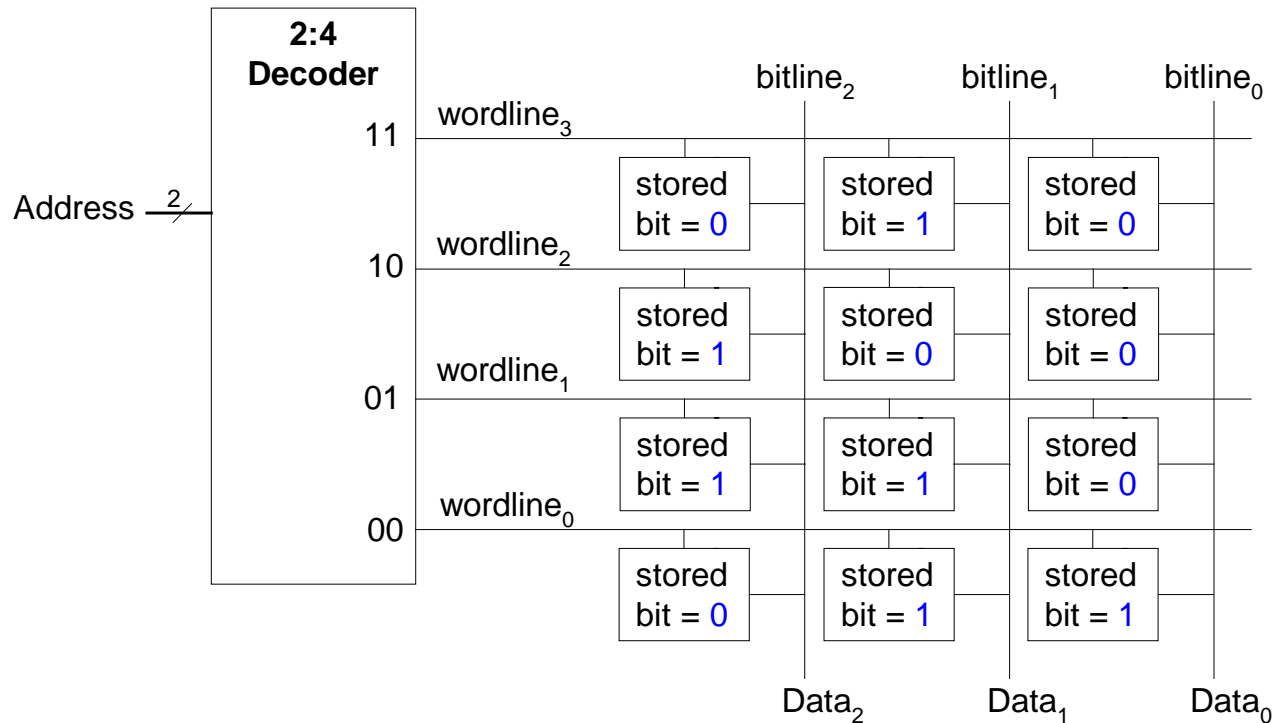 2:4
Decoder
bitline₂ bitline₁ bitline₀
wordline₃
11
stored stored stored
bit = 0 bit = 1 bit = 0
Address 2
wordline₂
10
stored stored stored
bit = 1 bit = 0 bit = 0
wordline₁
01
stored stored stored
bit = 1 bit = 1 bit = 0
wordline₀
00
stored stored stored
bit = 0 bit = 1 bit = 1
Data₂ Data₁ Data₀